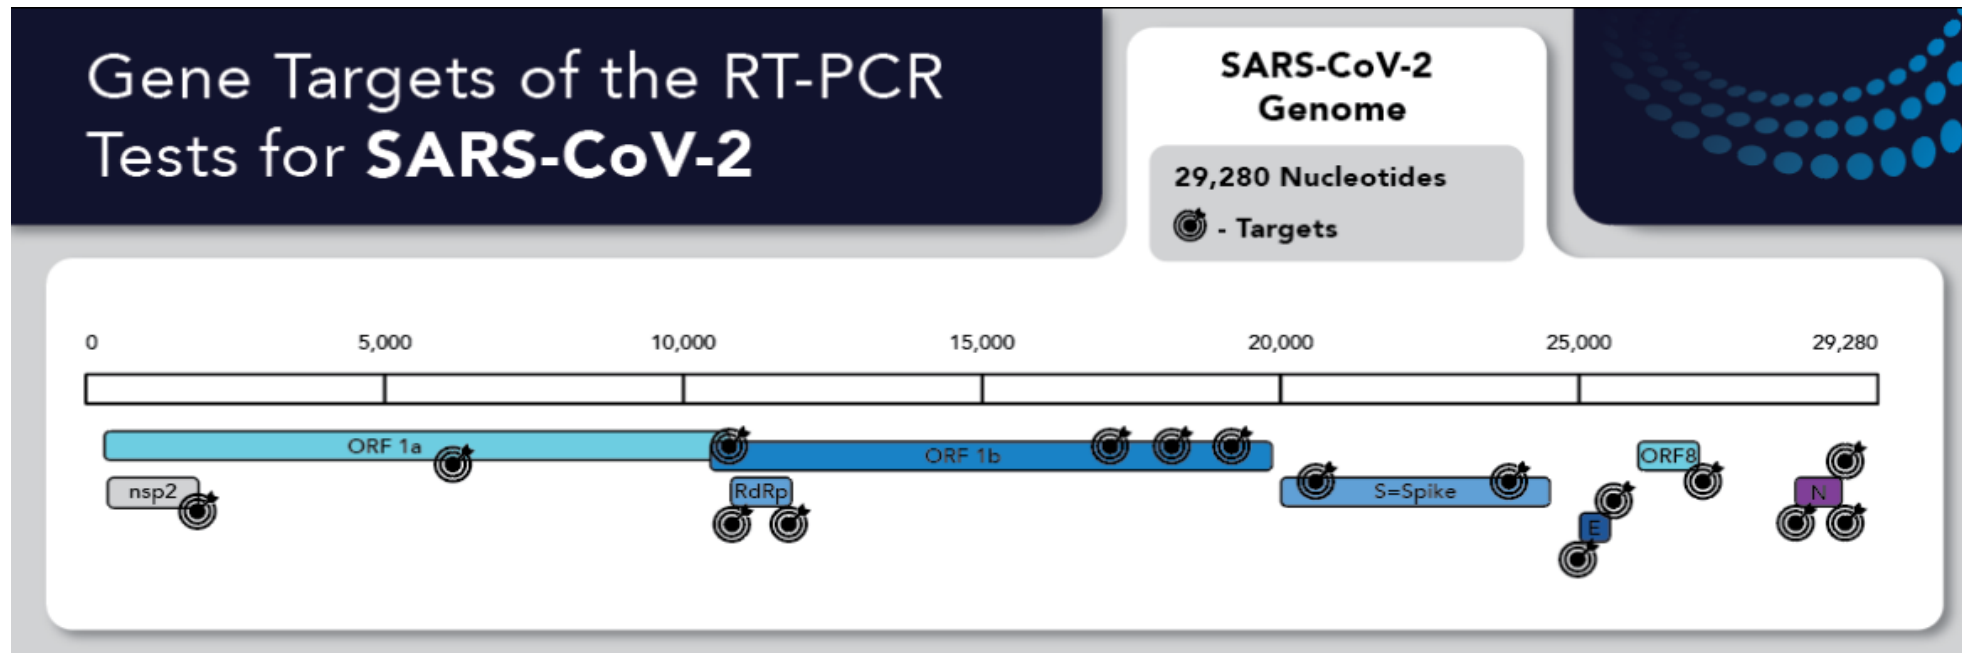 Gene Targets of the RT-PCR
Tests for SARS-CoV-2
SARS-CoV-2
Genome
29,280 Nucleotides
- Targets
0 5,000 10,000 15,000 20,000 25,000 29,280
ORF 1a
ORF 1b
ORF8
nsp2
RdRp
S=Spike
N
E